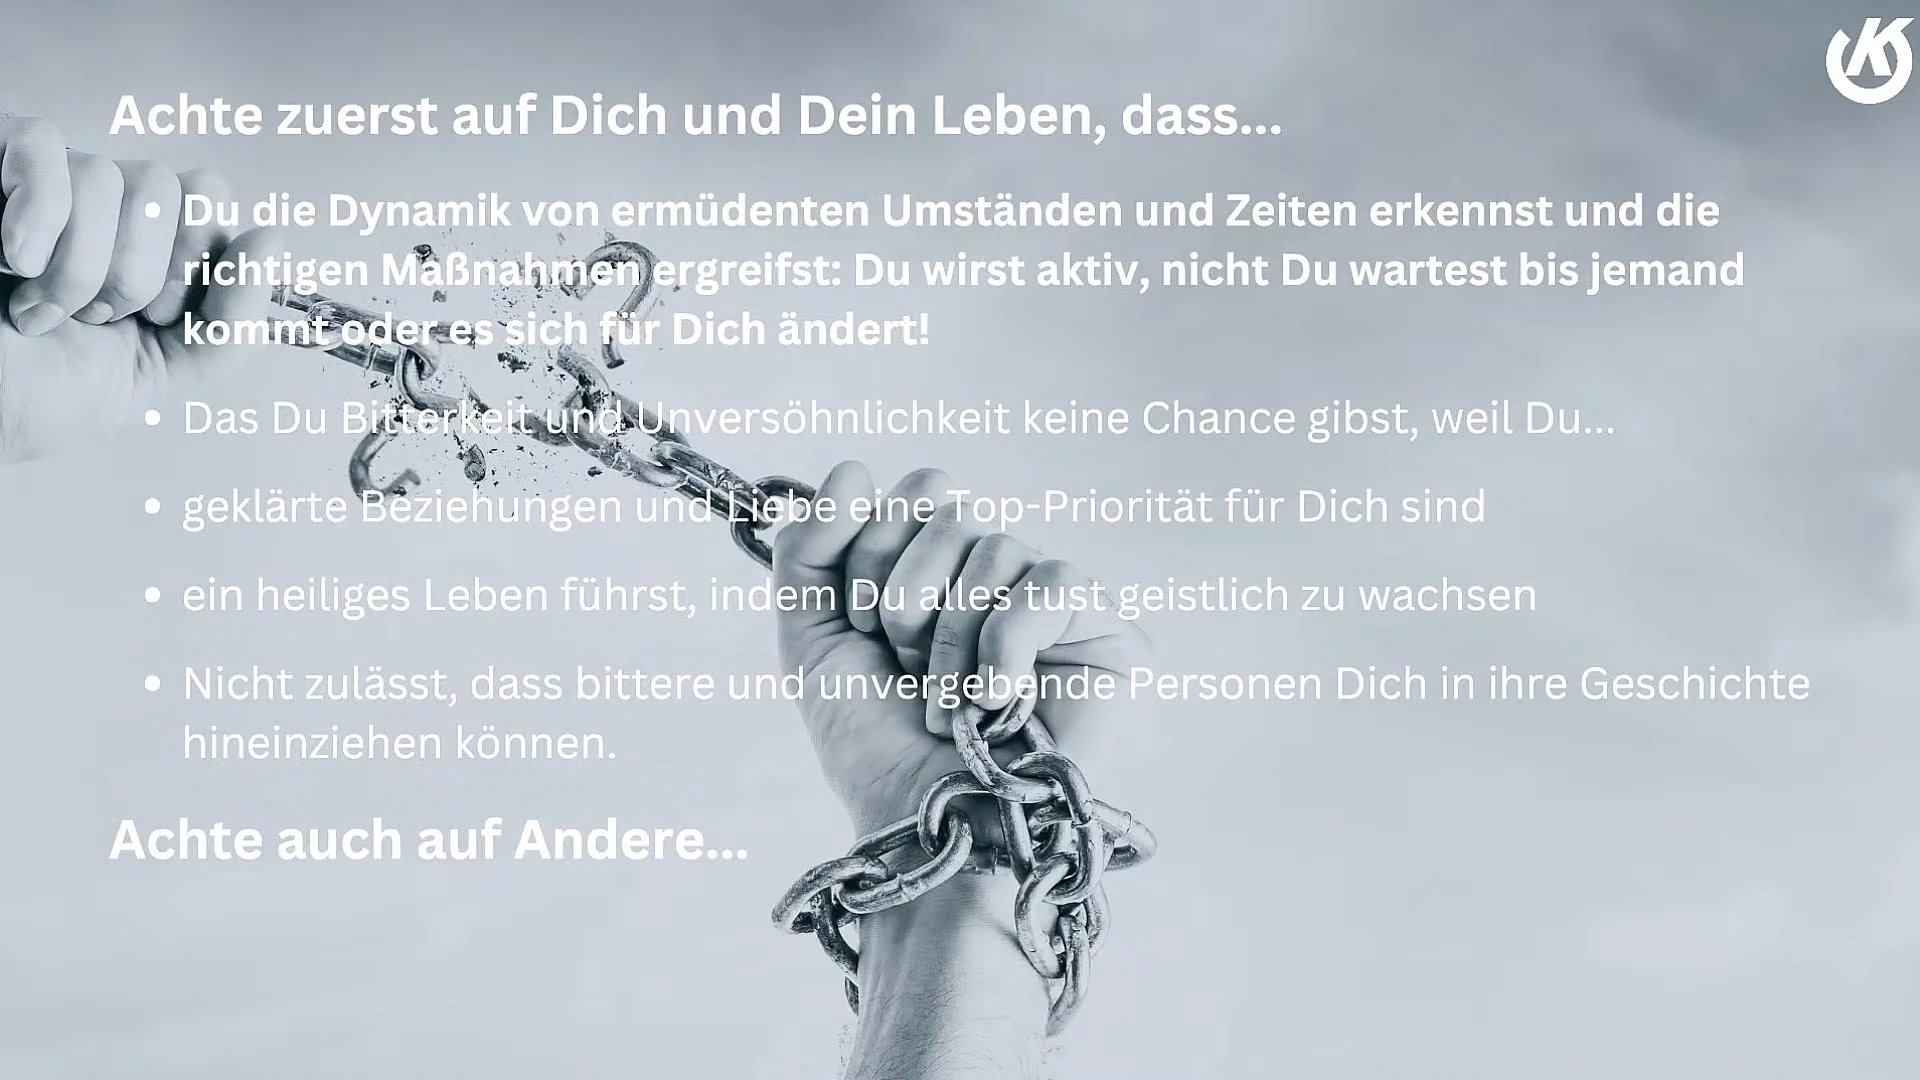 Achte zuerst auf Dich und Dein Leben, dass...
• Du die Dynamik von ermüdenten Umständen und Zeiten erkennst und die
richtigen Maßnahmen ergreifst: Du wirst aktiv, nicht Du wartest bis jemand
kommt oder es sich für Dich ändert!
• Das Du Bitterkeit und Unversöhnlichkeit keine Chance gibst, weil Du...
• geklärte Beziehungen und Liebe eine Top-Priorität für Dich sind
• ein heiliges Leben führst, indem Du alles tust geistlich zu wachsen
• Nicht zulässt, dass bittere und unvergebende Personen Dich in ihre Geschichte
hineinziehen können.
Achte auch auf Andere...